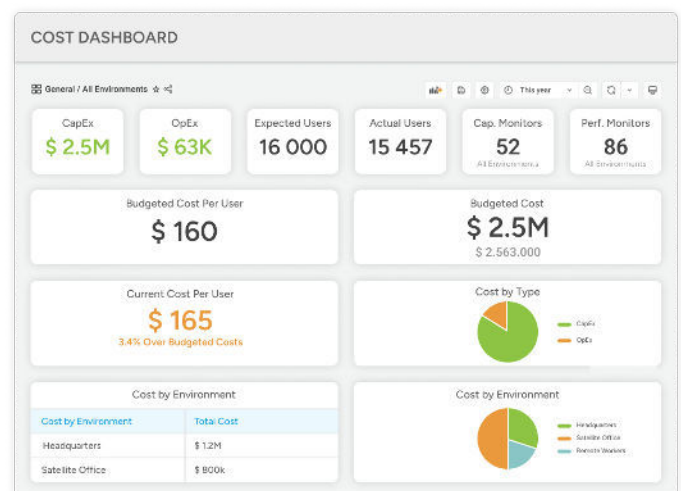 COST DASHBOARD
General / All Environments
This year
CapEx
$ 2.5M
OpEx
$ 63K
Expected Users
16 000
Actual Users
15 457
Cap. Monitors
52
All Environments
Perf. Monitors
86
All Environments
Budgeted Cost Per User
$ 160
Budgeted Cost
$ 2.5M
$ 2.563.000
Current Cost Per User
$ 165
3.4% Over Budgeted Costs
Cost by Type
CapEx
OpEx
Cost by Environment
Cost by Environment Total Cost
Headquarters $ 1.2M
Satellite Office $ 800k
Cost by Environment
Headquarters
Satellite Office
Remote Workers